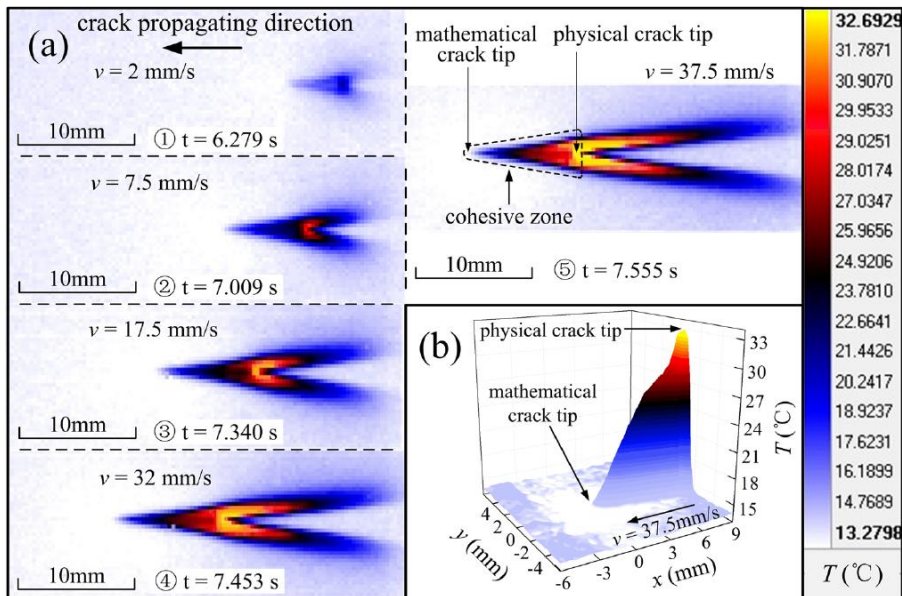 (a)
crack propagating direction
v = 2 mm/s
10mm
① t = 6.279 s
v = 7.5 mm/s
10mm
② t = 7.009 s
v = 17.5 mm/s
10mm
③ t = 7.340 s
v = 32 mm/s
10mm
④ t = 7.453 s
mathematical
crack tip
physical crack tip
v = 37.5 mm/s
cohesive zone
10mm
⑤ t = 7.555 s
(b)
physical crack tip
mathematical
crack tip
v = 37.5mm/s
33
30
27
24
21
18
15
T (℃)
4
2
0
-2
-4
y (mm)
-6
-3
0
3
6
9
x (mm)
32.6929
31.7871
30.9070
29.9533
29.0251
28.0174
27.0347
25.9656
24.9206
23.7810
22.6641
21.4426
20.2417
18.9237
17.6231
16.1899
14.7689
13.2798
T (℃)